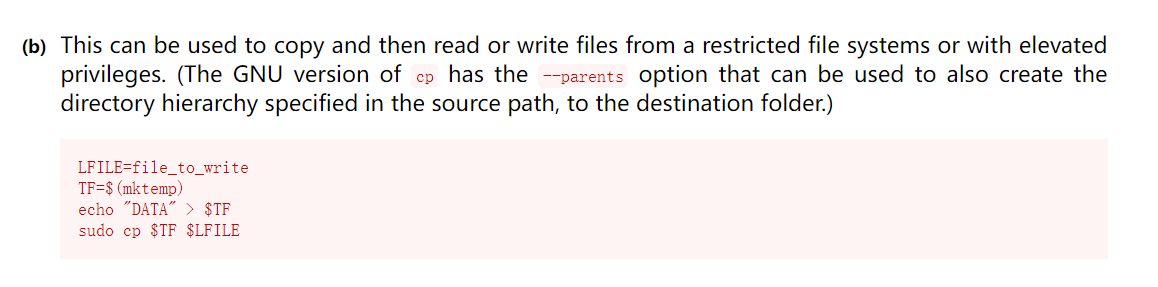 (b) This can be used to copy and then read or write files from a restricted file systems or with elevated
privileges. (The GNU version of cp has the --parents option that can be used to also create the
directory hierarchy specified in the source path, to the destination folder.)
LFILE=file_to_write
TF=$(mktemp)
echo "DATA" > $TF
sudo cp $TF $LFILE